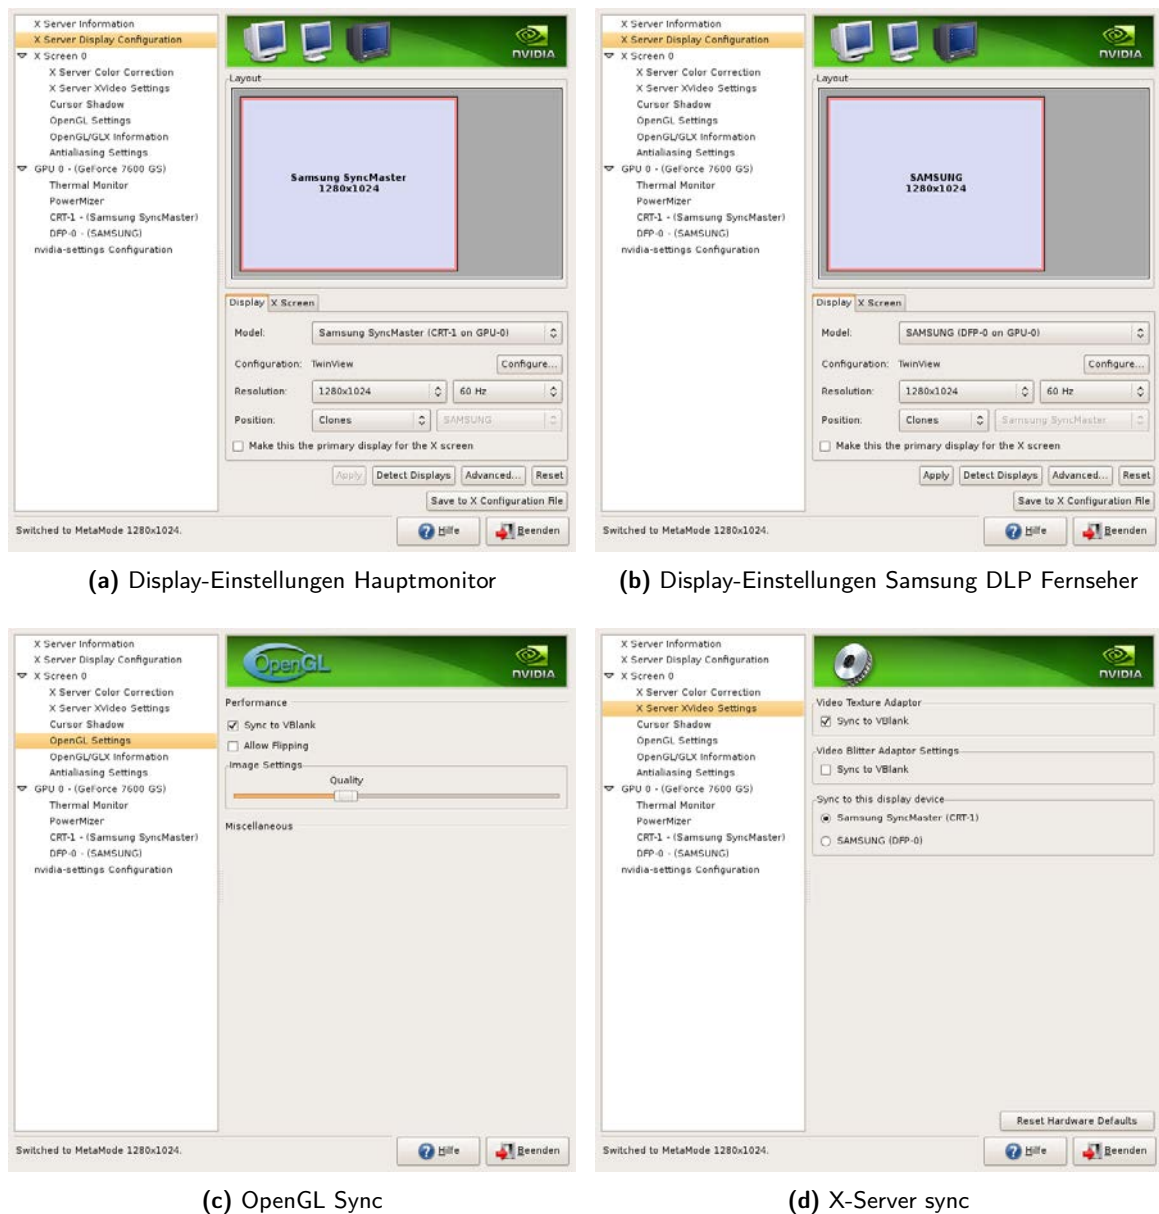 X Server Information
X Server Display Configuration
X Screen 0
X Server Color Correction
X Server XVideo Settings
Cursor Shadow
OpenGL Settings
OpenGL/GLX Information
Antialiasing Settings
GPU 0 - (GeForce 7600 GS)
Thermal Monitor
PowerMizer
CRT-1 - (Samsung SyncMaster)
DFP-0 - (SAMSUNG)
nvidia-settings Configuration
NVIDIA
Layout
Samsung SyncMaster
1280x1024
Display X Screen
Model: Samsung SyncMaster (CRT-1 on GPU-0)
Configuration: TwinView Configure...
Resolution: 1280x1024 60 Hz
Position: Clones SAMSUNG
Make this the primary display for the X screen
Apply Detect Displays Advanced... Reset
Save to X Configuration File
Switched to MetaMode 1280x1024. Hilfe Beenden
(a) Display-Einstellungen Hauptmonitor
X Server Information
X Server Display Configuration
X Screen 0
X Server Color Correction
X Server XVideo Settings
Cursor Shadow
OpenGL Settings
OpenGL/GLX Information
Antialiasing Settings
GPU 0 - (GeForce 7600 GS)
Thermal Monitor
PowerMizer
CRT-1 - (Samsung SyncMaster)
DFP-0 - (SAMSUNG)
nvidia-settings Configuration
NVIDIA
Layout
SAMSUNG
1280x1024
Display X Screen
Model: SAMSUNG (DFP-0 on GPU-0)
Configuration: TwinView Configure...
Resolution: 1280x1024 60 Hz
Position: Clones Samsung SyncMaster
Make this the primary display for the X screen
Apply Detect Displays Advanced... Reset
Save to X Configuration File
Switched to MetaMode 1280x1024. Hilfe Beenden
(b) Display-Einstellungen Samsung DLP Fernseher
X Server Information
X Server Display Configuration
X Screen 0
X Server Color Correction
X Server XVideo Settings
Cursor Shadow
OpenGL Settings
OpenGL/GLX Information
Antialiasing Settings
GPU 0 - (GeForce 7600 GS)
Thermal Monitor
PowerMizer
CRT-1 - (Samsung SyncMaster)
DFP-0 - (SAMSUNG)
nvidia-settings Configuration
OpenGL NVIDIA
Performance
Sync to VBlank
Allow Flipping
Image Settings
Quality
Miscellaneous
Switched to MetaMode 1280x1024. Hilfe Beenden
(c) OpenGL Sync
X Server Information
X Server Display Configuration
X Screen 0
X Server Color Correction
X Server XVideo Settings
Cursor Shadow
OpenGL Settings
OpenGL/GLX Information
Antialiasing Settings
GPU 0 - (GeForce 7600 GS)
Thermal Monitor
PowerMizer
CRT-1 - (Samsung SyncMaster)
DFP-0 - (SAMSUNG)
nvidia-settings Configuration
NVIDIA
Video Texture Adaptor
Sync to VBlank
Video Blitter Adaptor Settings
Sync to VBlank
Sync to this display device
Samsung SyncMaster (CRT-1)
SAMSUNG (DFP-0)
Reset Hardware Defaults
Switched to MetaMode 1280x1024. Hilfe Beenden
(d) X-Server sync